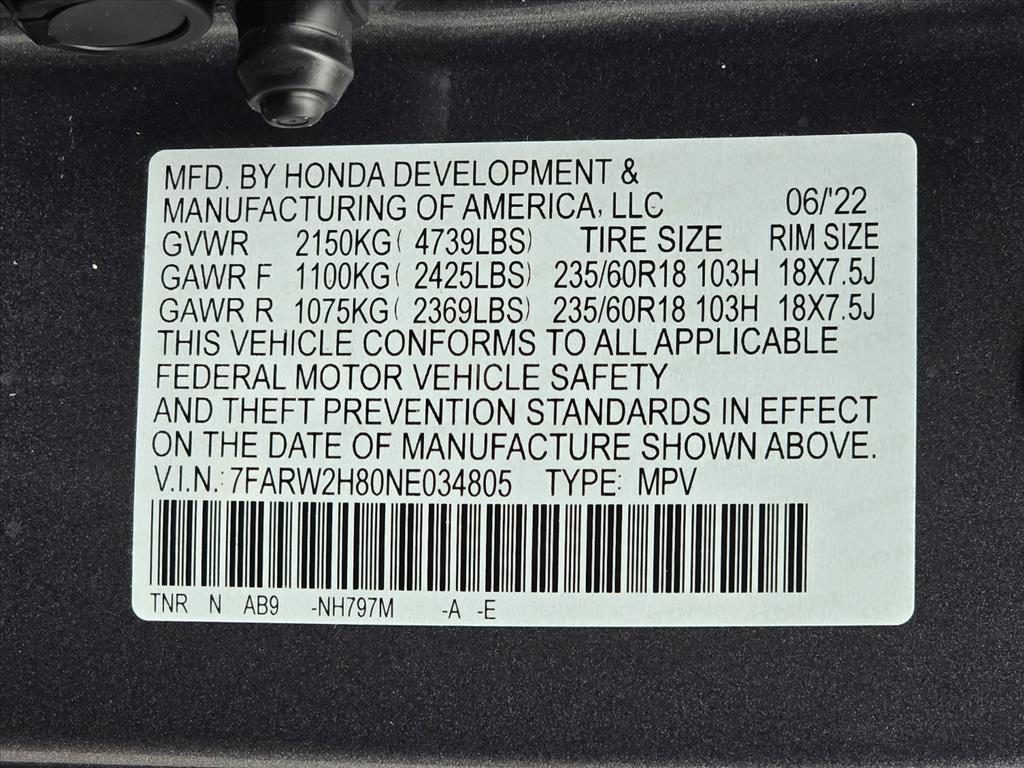 MFD. BY HONDA DEVELOPMENT &
MANUFACTURING OF AMERICA, LLC 06/'22
GVWR 2150KG( 4739LBS) TIRE SIZE RIM SIZE
GAWR F 1100KG( 2425LBS) 235/60R18 103H 18X7.5J
GAWR R 1075KG( 2369LBS) 235/60R18 103H 18X7.5J
THIS VEHICLE CONFORMS TO ALL APPLICABLE
FEDERAL MOTOR VEHICLE SAFETY
AND THEFT PREVENTION STANDARDS IN EFFECT
ON THE DATE OF MANUFACTURE SHOWN ABOVE.
V.I.N.: 7FARW2H80NE034805 TYPE: MPV
TNR N AB9 -NH797M -A -E